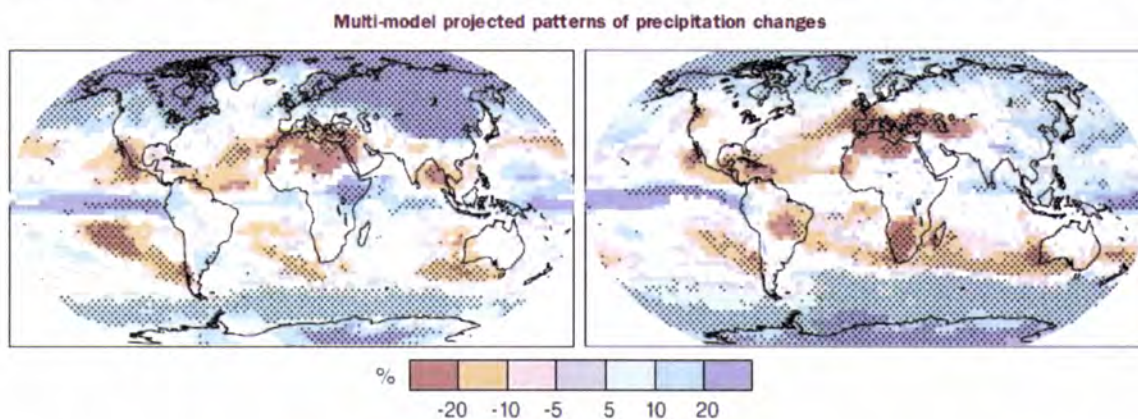 Multi-model projected patterns of precipitation changes
%
-20 -10 -5 5 10 20